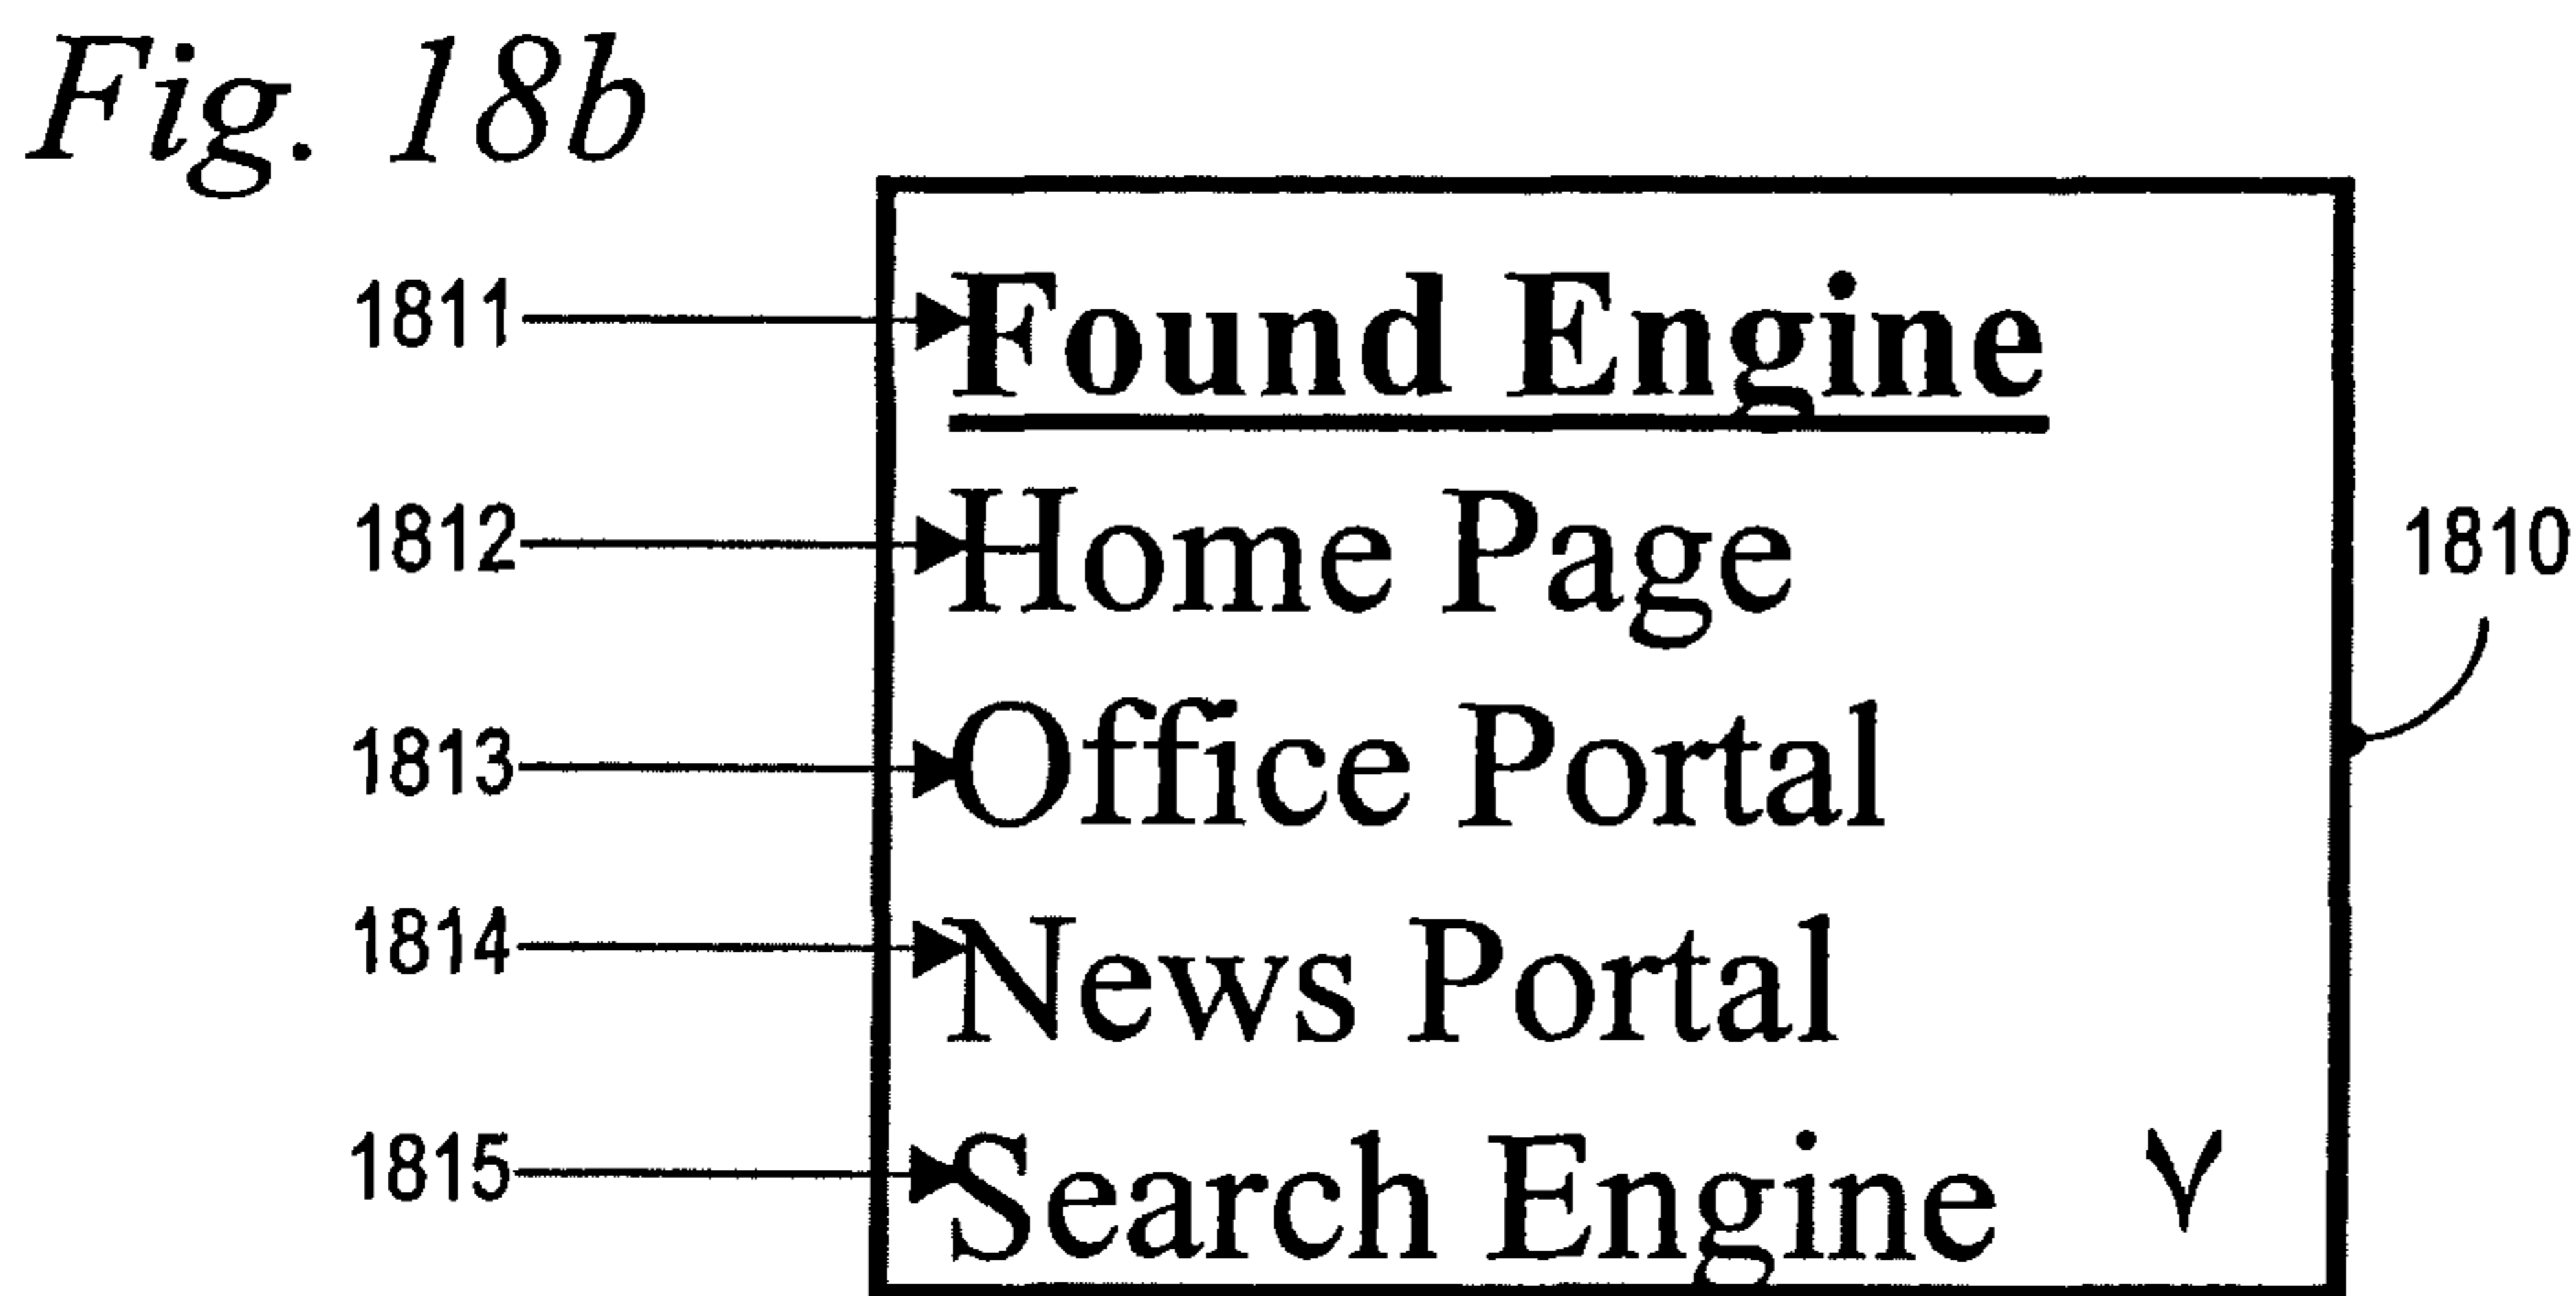 Fig. 18b
1811 Found Engine
1812 Home Page
1810
1813 Office Portal
1814 News Portal
1815 Search Engine